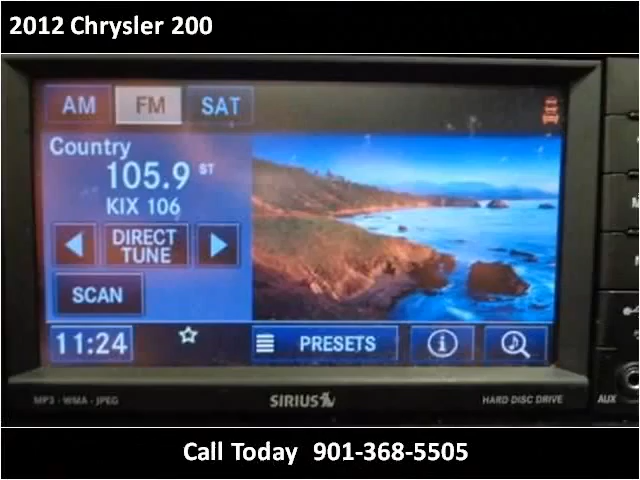 2012 Chrysler 200
AM FM SAT
Country
105.9 ST
KIX 106
DIRECT TUNE
SCAN
11:24
PRESETS
MP3 - WMA - JPEG
SIRIUS
HARD DISC DRIVE
AUX
Call Today 901-368-5505